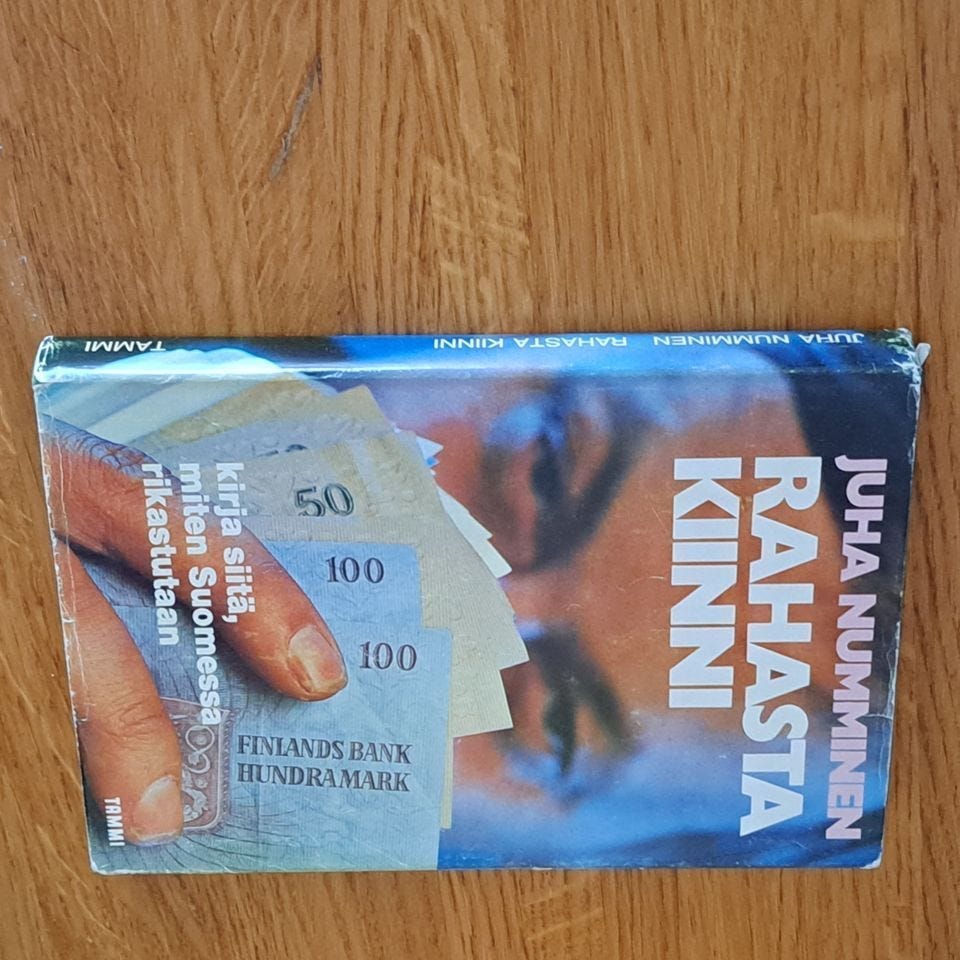 JUHA NUMMINEN
RAHASTA
KIINNI
50
100
100
FINLANDS BANK
HUNDRA MARK
kirja siitä,
miten Suomessa
rikastutaan
TAMMI
JUHA NUMMINEN RAHASTA KIINNI TAMMI